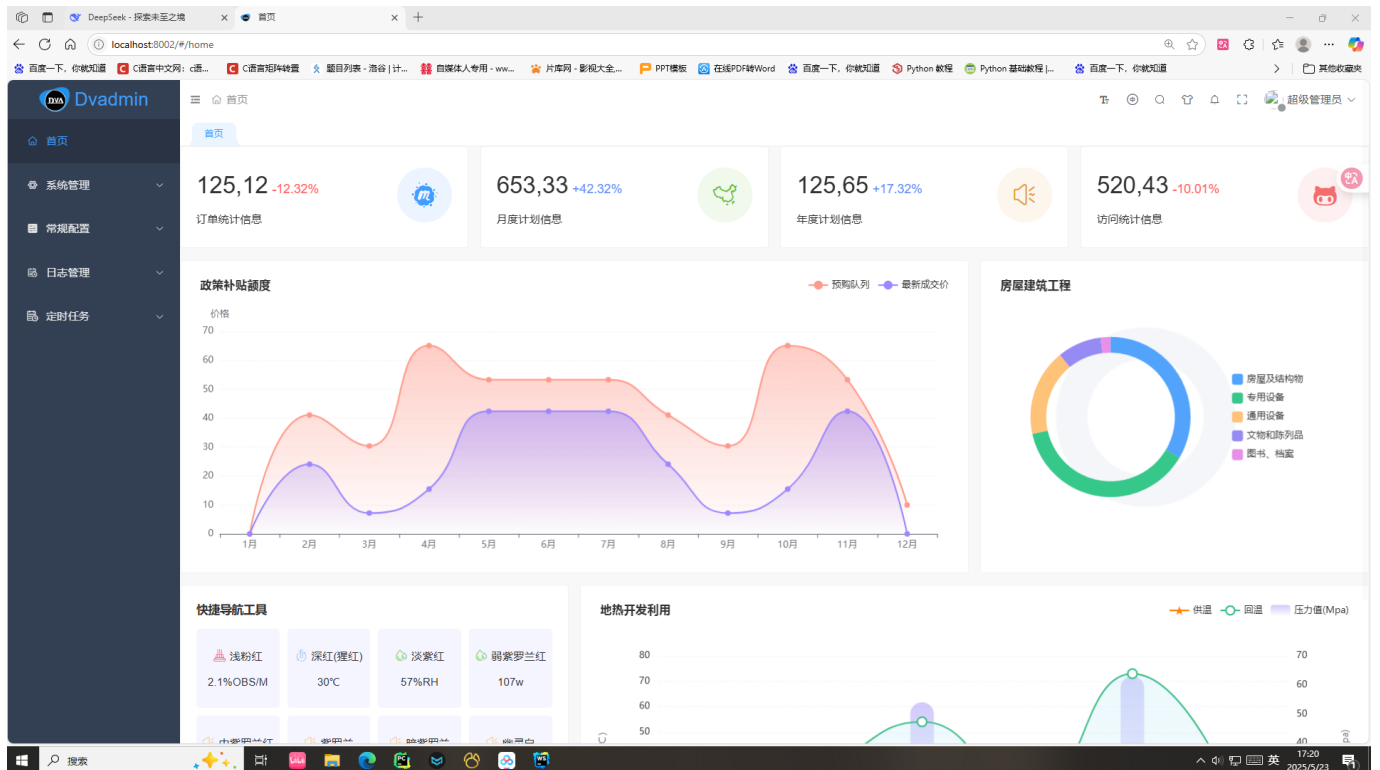 DeepSeek - 探索未至之境
首页
localhost:8002/#/home
百度一下，你就知道 C语言中文网：c语... C语言矩阵转置 题目列表 - 洛谷 | 计... 自媒体人专用 - ww... 片库网 - 影视大全,... PPT模板 在线PDF转Word 百度一下，你就知道 Python 教程 Python 基础教程 |... 百度一下，你就知道 其他收藏夹
DVA Dvadmin
首页
超级管理员
首页
首页
系统管理
常规配置
日志管理
定时任务
125,12 -12.32%
订单统计信息
653,33 +42.32%
月度计划信息
125,65 +17.32%
年度计划信息
520,43 -10.01%
访问统计信息
政策补贴额度
预购队列 最新成交价
价格
70
60
50
40
30
20
10
0
1月 2月 3月 4月 5月 6月 7月 8月 9月 10月 11月 12月
房屋建筑工程
房屋及结构物
专用设备
通用设备
文物和陈列品
图书、档案
快捷导航工具
浅粉红
2.1%OBS/M
深红(猩红)
30℃
淡紫红
57%RH
弱紫罗兰红
107w
中紫罗兰红 紫罗兰 暗紫罗兰 幽灵白
地热开发利用
供温 回温 压力值(Mpa)
80
70
60
50
70
60
50
40
搜索
英
17:20
2025/5/23